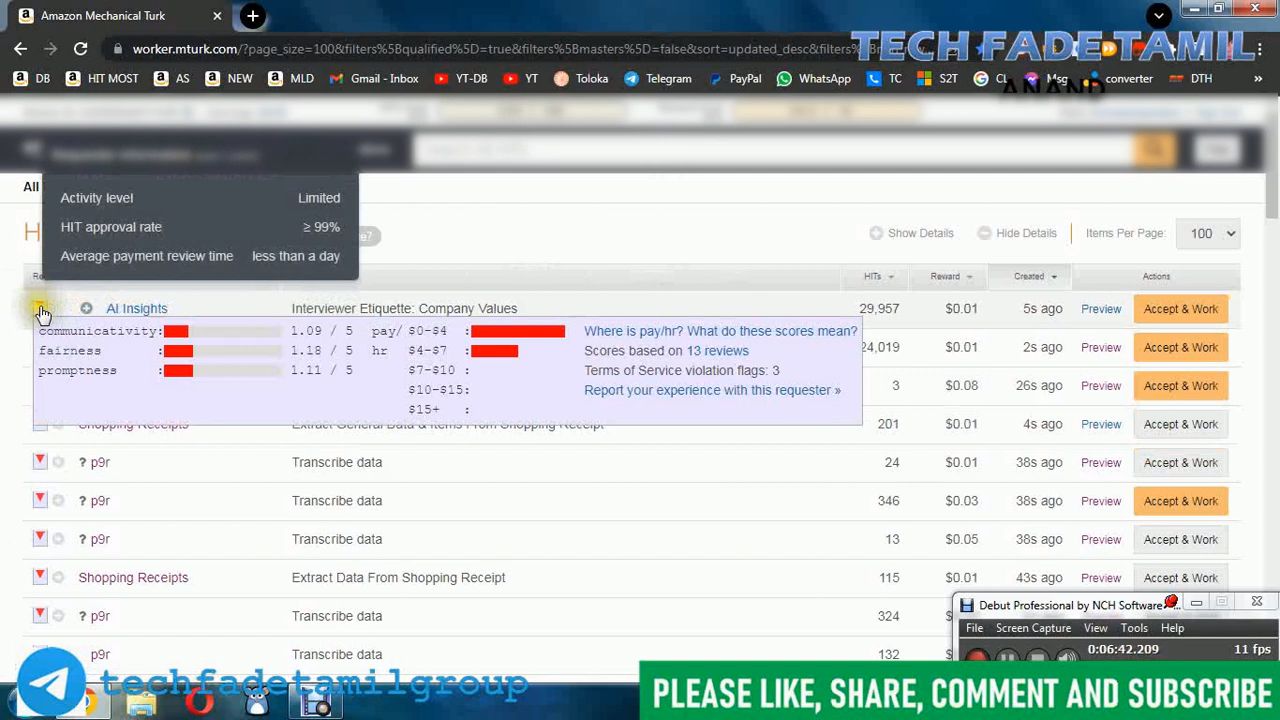 Amazon Mechanical Turk
worker.mturk.com/?page_size=100&filters%5Bqualified%5D=true&filters%5Bmasters%5D=false&sort=updated_desc&filters%
TECH FADE TAMIL
ANAND
DB HIT MOST AS NEW MLD Gmail - Inbox YT-DB YT Toloka Telegram PayPal WhatsApp TC S2T CL Msg converter DTH »
All
Activity level Limited
HIT approval rate ≥ 99%
Average payment review time less than a day
Show Details Hide Details Items Per Page: 100
HITs Reward Created Actions
AI Insights Interviewer Etiquette: Company Values 29,957 $0.01 5s ago Preview Accept & Work
communicativity: 1.09 / 5 pay/ $0-$4 : Where is pay/hr? What do these scores mean?
fairness : 1.18 / 5 hr $4-$7 : Scores based on 13 reviews
promptness : 1.11 / 5 $7-$10 : Terms of Service violation flags: 3
$10-$15: Report your experience with this requester »
$15+ :
24,019 $0.01 2s ago Preview Accept & Work
3 $0.08 26s ago Preview Accept & Work
Shopping Receipts Extract General Data & Items From Shopping Receipt 201 $0.01 4s ago Preview Accept & Work
? p9r Transcribe data 24 $0.01 38s ago Preview Accept & Work
? p9r Transcribe data 346 $0.03 38s ago Preview Accept & Work
? p9r Transcribe data 13 $0.05 38s ago Preview Accept & Work
Shopping Receipts Extract Data From Shopping Receipt 115 $0.01 43s ago Preview Accept & Work
? p9r Transcribe data 324
? p9r Transcribe data 132
Debut Professional by NCH Software
File Screen Capture View Tools Help
0:06:42.209 11 fps
techfadetamilgroup
PLEASE LIKE, SHARE, COMMENT AND SUBSCRIBE